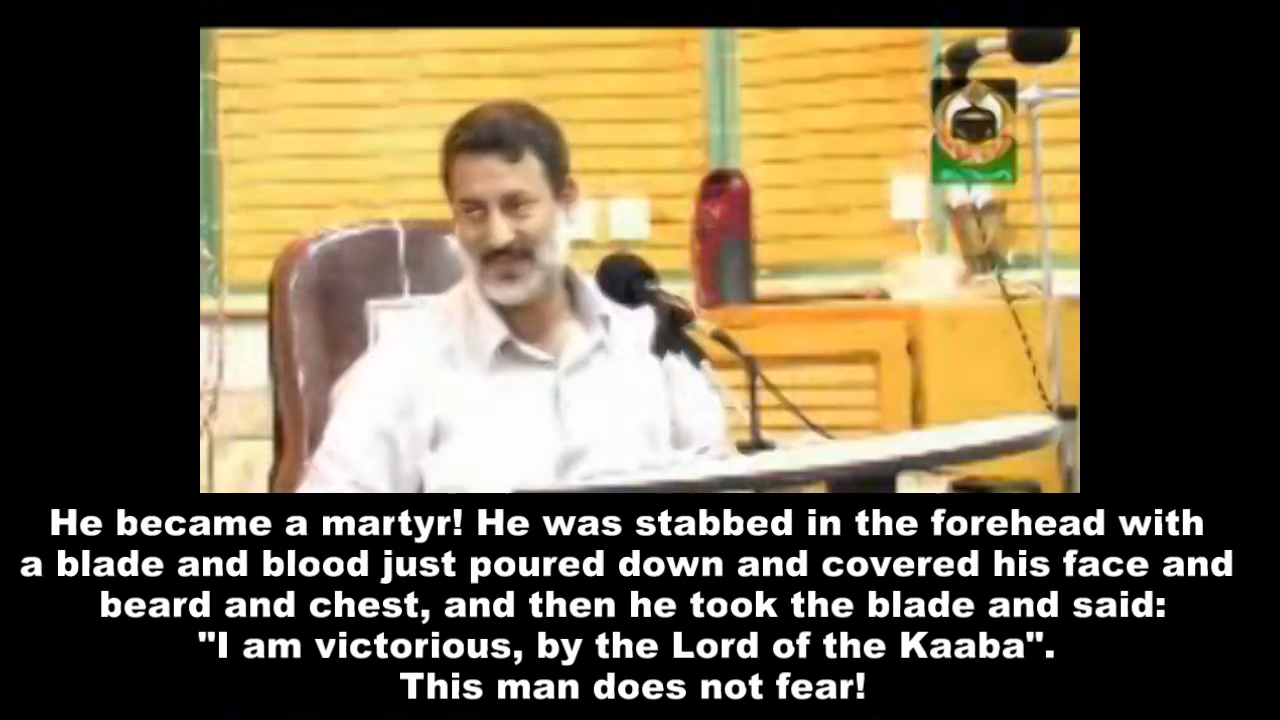 He became a martyr! He was stabbed in the forehead with
a blade and blood just poured down and covered his face and
beard and chest, and then he took the blade and said:
"I am victorious, by the Lord of the Kaaba".
This man does not fear!